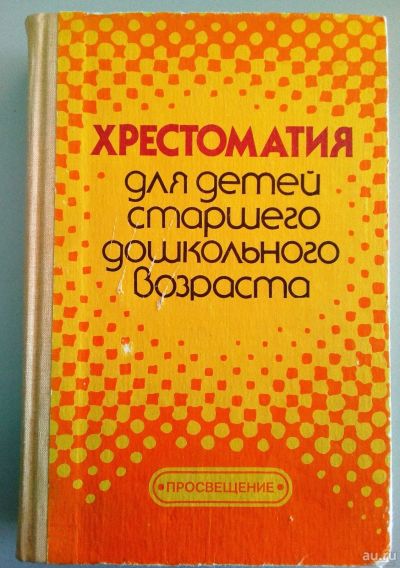 ХРЕСТОМАТИЯ
для детей
старшего
дошкольного
возраста
•ПРОСВЕЩЕНИЕ•
au.ru